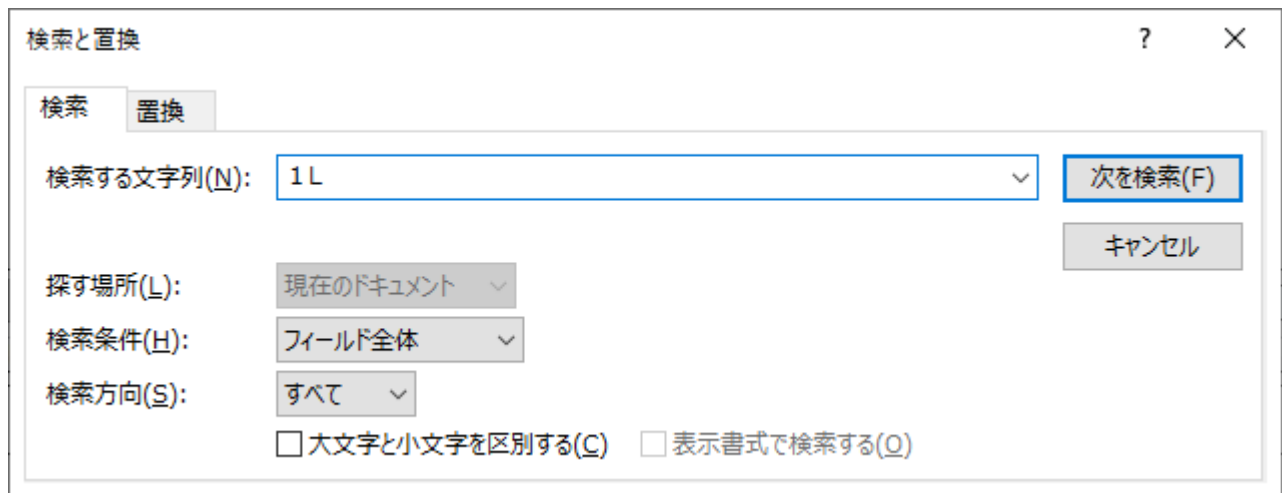 検索と置換
検索 置換
検索する文字列(N): 1L 次を検索(F)
キャンセル
探す場所(L): 現在のドキュメント
検索条件(H): フィールド全体
検索方向(S): すべて
大文字と小文字を区別する(C) 表示書式で検索する(O)